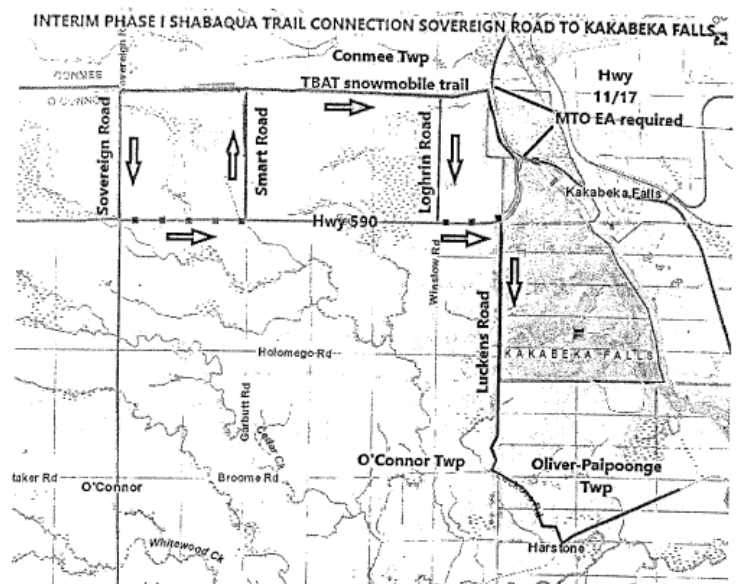 INTERIM PHASE I SHABAQUA TRAIL CONNECTION SOVEREIGN ROAD TO KAKABEKA FALLS
Conmee Twp
TBAT snowmobile trail
Hwy
11/17
MTO EA required
Sovereign Road
Smart Road
Loghrin Road
Kakabeka Falls
Hwy 590
Winslow Rd
Luckens Road
Holomego Rd
KAKABEKA FALLS
Garbutt Rd
Cedar Ck
O'Connor Twp
Oliver-Paipoonge
Twp
taker Rd
O'Connor
Broome Rd
Whitewood Ck
Harstone